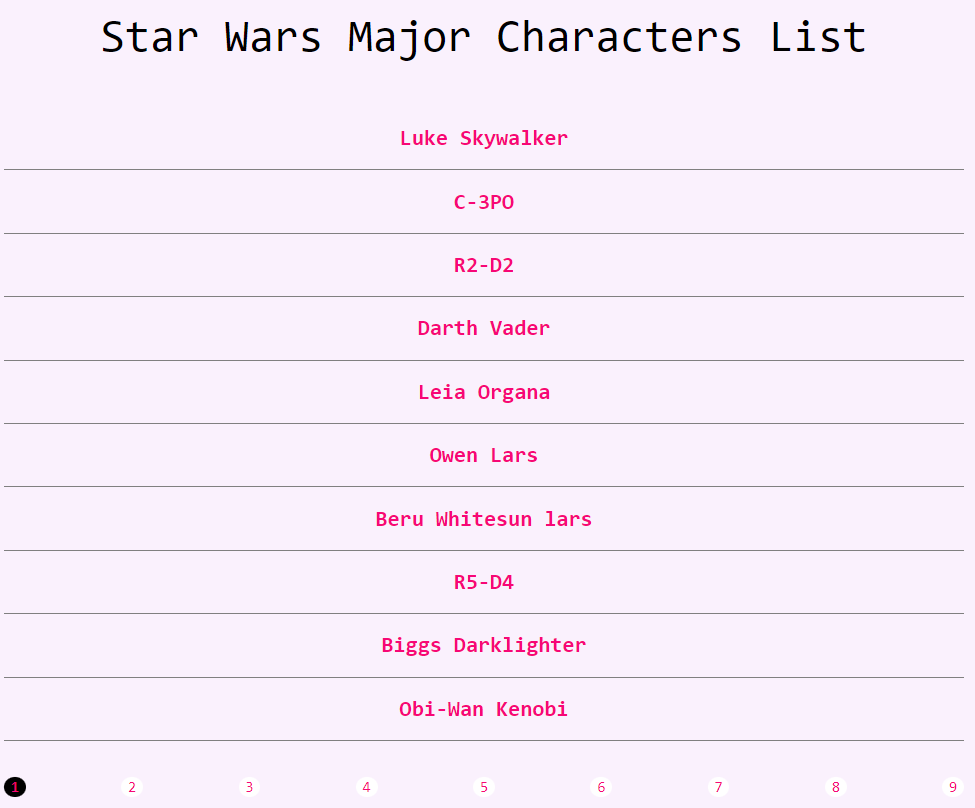 Star Wars Major Characters List
Luke Skywalker
C-3PO
R2-D2
Darth Vader
Leia Organa
Owen Lars
Beru Whitesun lars
R5-D4
Biggs Darklighter
Obi-Wan Kenobi
1 2 3 4 5 6 7 8 9